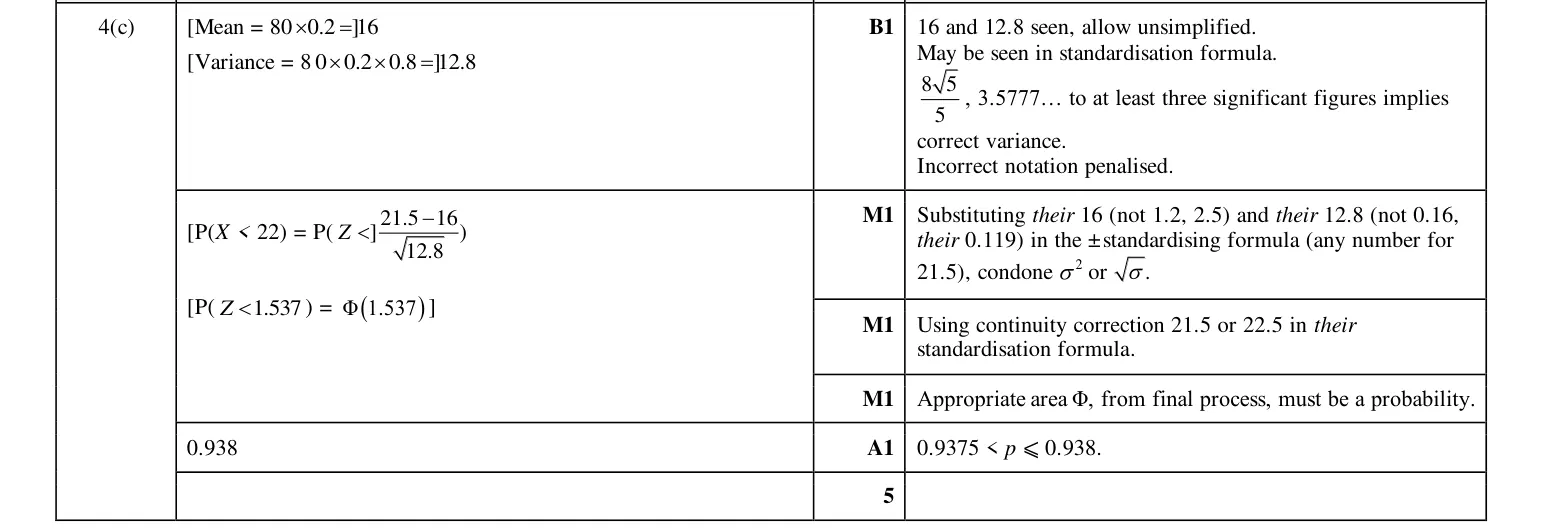 4(c)
[Mean = 80×0.2 =]16
[Variance = 8 0×0.2×0.8 =]12.8
B1
16 and 12.8 seen, allow unsimplified.
May be seen in standardisation formula.
8√5/5 , 3.5777… to at least three significant figures implies
correct variance.
Incorrect notation penalised.
[P(X < 22) = P( Z <] (21.5 − 16)/√12.8 )
[P( Z < 1.537 ) = Φ(1.537) ]
M1
Substituting their 16 (not 1.2, 2.5) and their 12.8 (not 0.16,
their 0.119) in the ±standardising formula (any number for
21.5), condone σ² or √σ.
M1
Using continuity correction 21.5 or 22.5 in their
standardisation formula.
M1
Appropriate area Φ, from final process, must be a probability.
0.938
A1
0.9375 < p ⩽ 0.938.
5